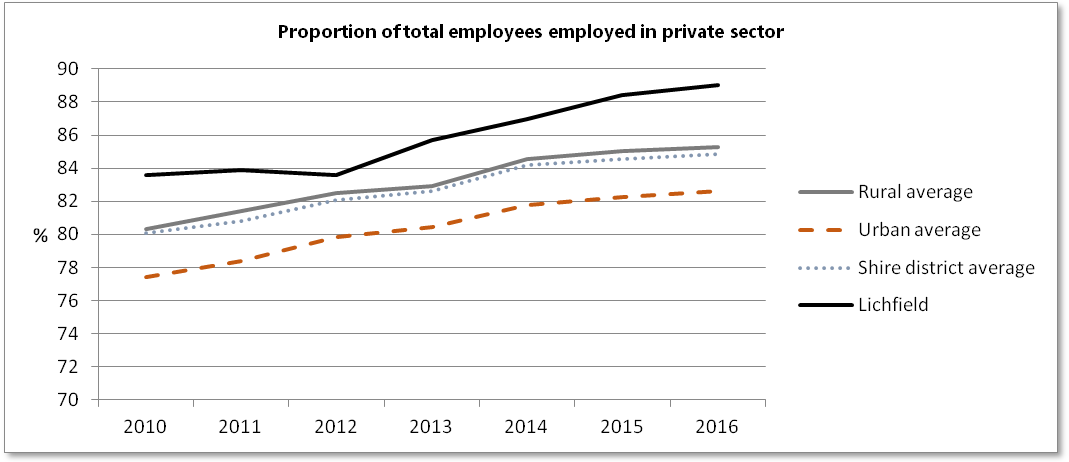 Proportion of total employees employed in private sector
90
88
86
84
82
80
78
76
74
72
70
%
2010 2011 2012 2013 2014 2015 2016
Rural average
Urban average
Shire district average
Lichfield